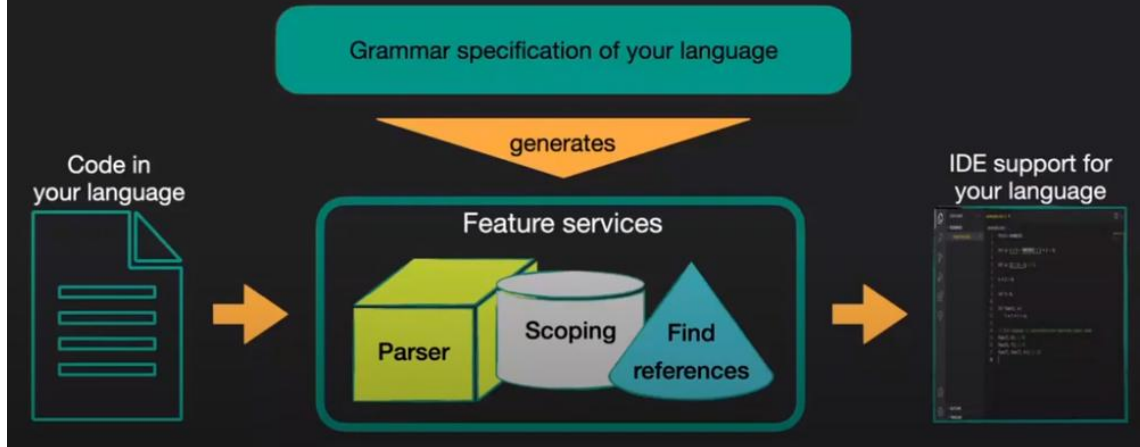 Grammar specification of your language
generates
Code in
your language
Feature services
Parser
Scoping
Find
references
IDE support for
your language